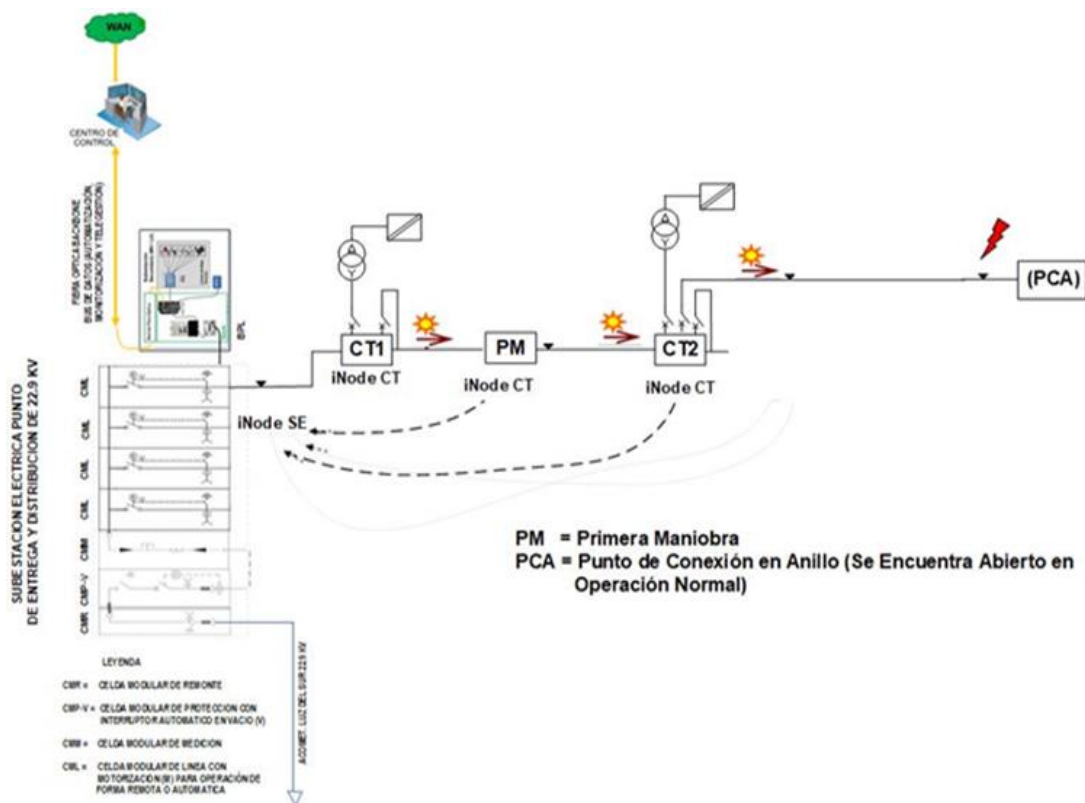 WAN
CENTRO DE
CONTROL
FIBRA OPTICA BACKBONE
BUS DE DATOS (AUTOMATIZACIÓN,
MONITORIZACION Y TELEGESTION)
BPL
CT1
iNode CT
PM
iNode CT
CT2
iNode CT
(PCA)
iNode SE
SUBESTACION ELECTRICA PUNTO
DE ENTREGA Y DISTRIBUCION DE 22.9 KV
CML
CML
CML
CML
CMM
CMP-V
CMR
ACOMET. LUZ DEL SUR 22.9 KV
PM = Primera Maniobra
PCA = Punto de Conexión en Anillo (Se Encuentra Abierto en
Operación Normal)
LEYENDA
CMR = CELDA MODULAR DE REMONTE
CMP-V = CELDA MODULAR DE PROTECCION CON
INTERRUPTOR AUTOMATICO EN VACIO (V)
CMM = CELDA MODULAR DE MEDICION
CML = CELDA MODULAR DE LINEA CON
MOTORIZACION (M) PARA OPERACIÓN DE
FORMA REMOTA O AUTOMATICA